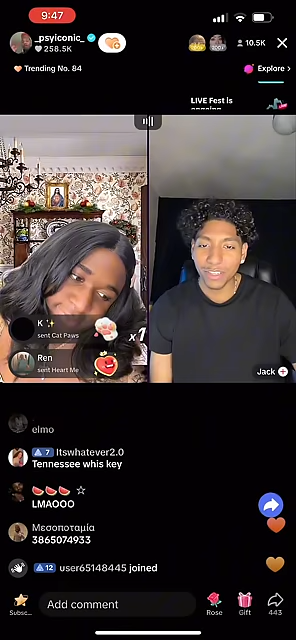 9:47
_psyiconic_
258.5K
10.5K
Trending No. 84
Explore >
LIVE Fest is
K
sent Cat Paws
x1
Ren
sent Heart Me
Jack
elmo
7 Itswhatever2.0
Tennessee whis key
LMAOOO
Μεσοποταμία
3865074933
12 user65148445 joined
Subsc...
Add comment
Rose
Gift
443